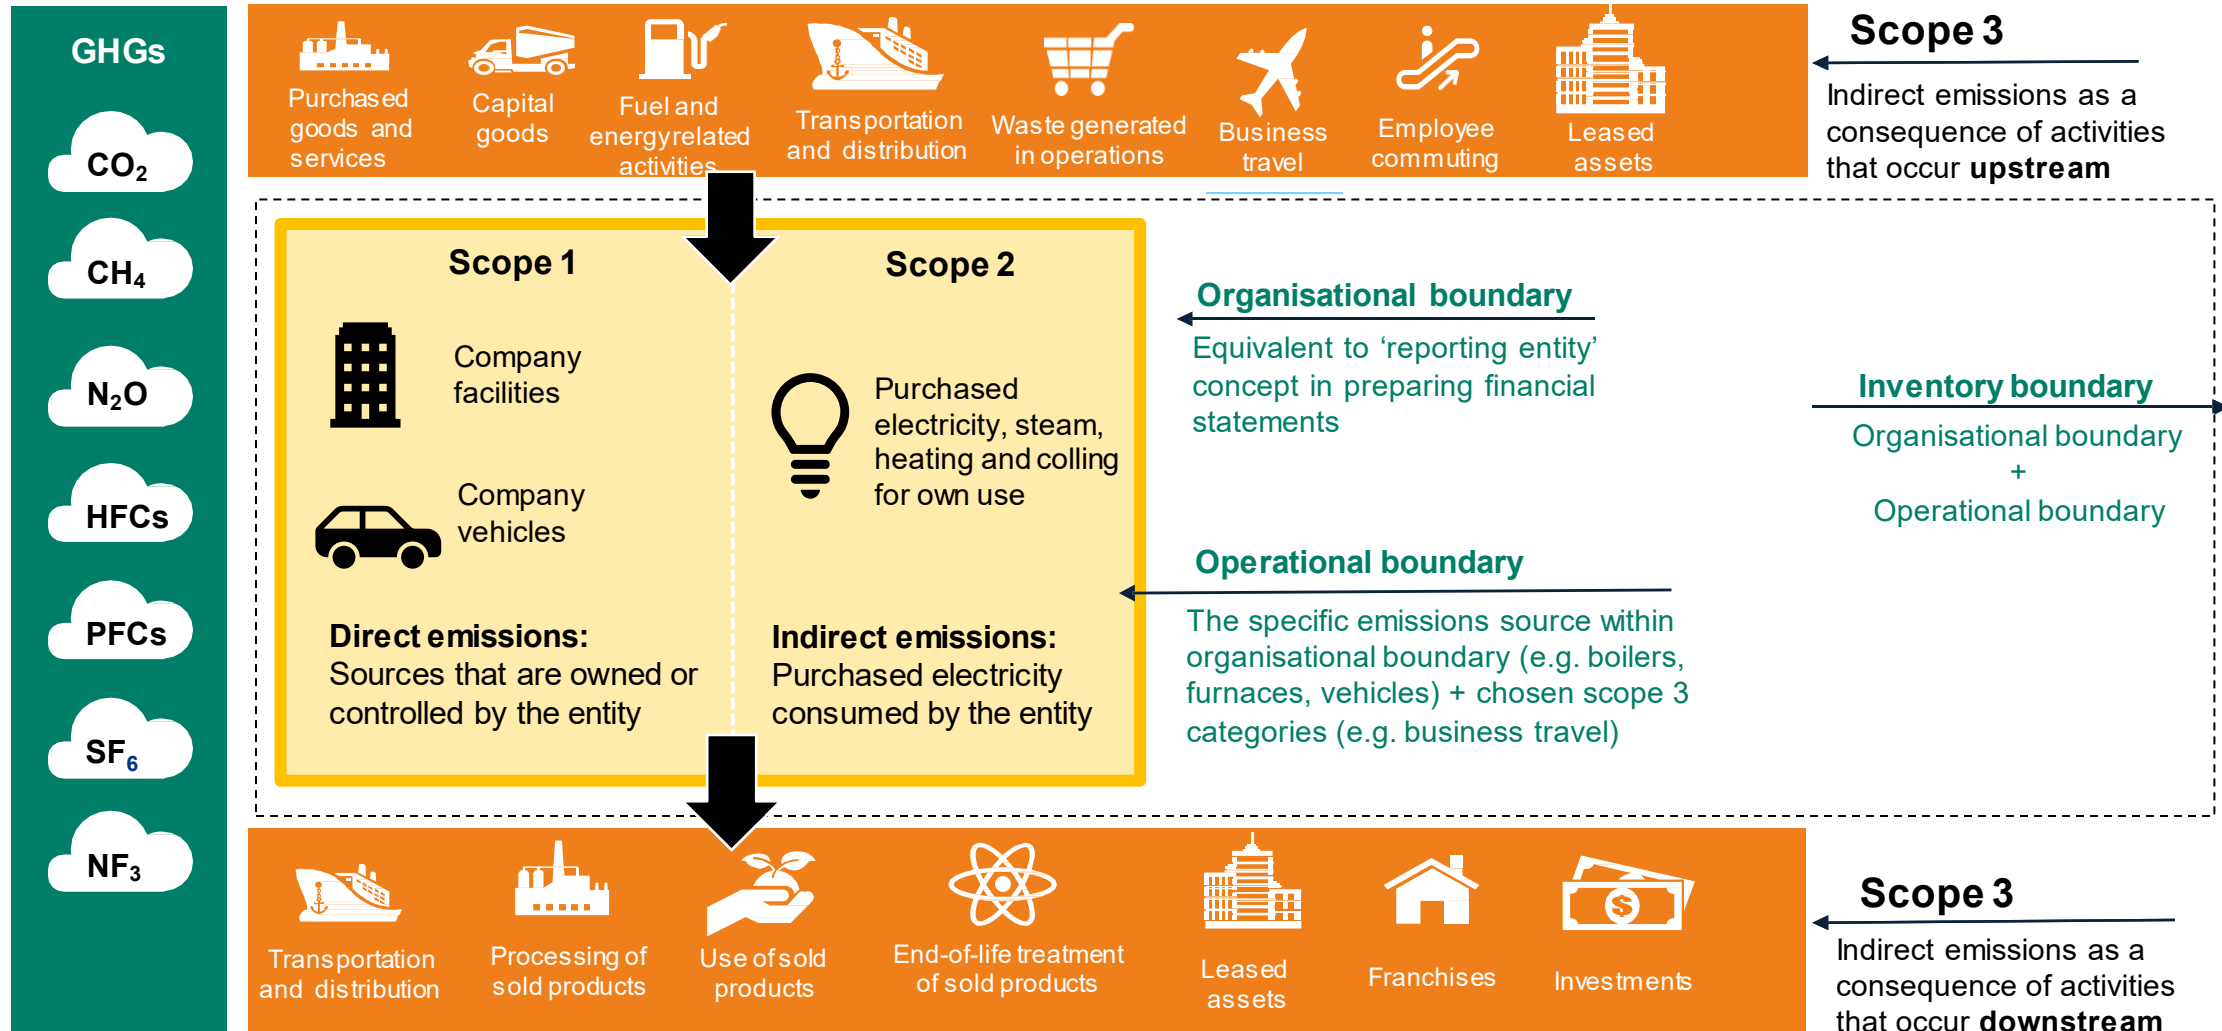 GHGs
CO₂
CH₄
N₂O
HFCs
PFCs
SF₆
NF₃
Purchased
goods and
services
Capital
goods
Fuel and
energyrelated
activities
Transportation
and distribution
Waste generated
in operations
Business
travel
Employee
commuting
Leased
assets
Scope 3
Indirect emissions as a
consequence of activities
that occur upstream
Scope 1
Company
facilities
Company
vehicles
Direct emissions:
Sources that are owned or
controlled by the entity
Scope 2
Purchased
electricity, steam,
heating and colling
for own use
Indirect emissions:
Purchased electricity
consumed by the entity
Organisational boundary
Equivalent to ‘reporting entity’
concept in preparing financial
statements
Operational boundary
The specific emissions source within
organisational boundary (e.g. boilers,
furnaces, vehicles) + chosen scope 3
categories (e.g. business travel)
Inventory boundary
Organisational boundary
+
Operational boundary
Transportation
and distribution
Processing of
sold products
Use of sold
products
End-of-life treatment
of sold products
Leased
assets
Franchises
Investments
Scope 3
Indirect emissions as a
consequence of activities
that occur downstream